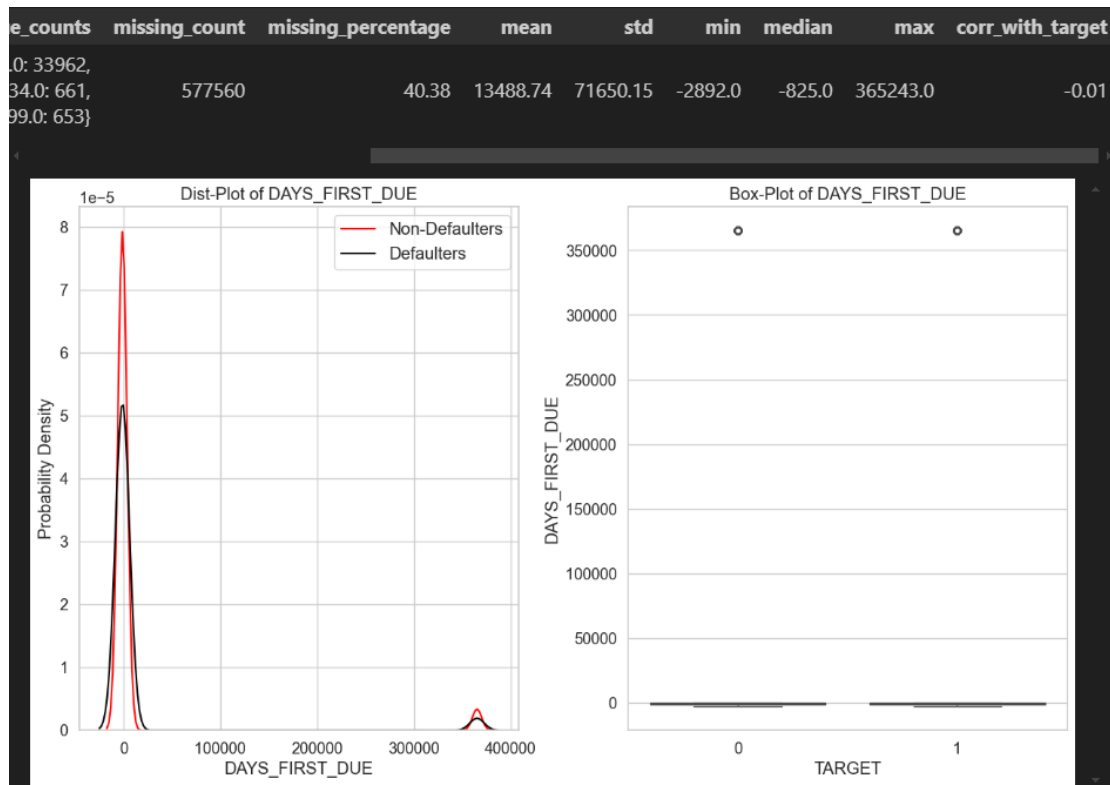 e_counts missing_count missing_percentage mean std min median max corr_with_target
.0: 33962,
34.0: 661, 577560 40.38 13488.74 71650.15 -2892.0 -825.0 365243.0 -0.01
99.0: 653}
Dist-Plot of DAYS_FIRST_DUE
1e-5
Non-Defaulters
Defaulters
8
7
6
5
4
3
2
1
0
Probability Density
0 100000 200000 300000 400000
DAYS_FIRST_DUE
Box-Plot of DAYS_FIRST_DUE
350000
300000
250000
200000
150000
100000
50000
0
DAYS_FIRST_DUE
0 1
TARGET